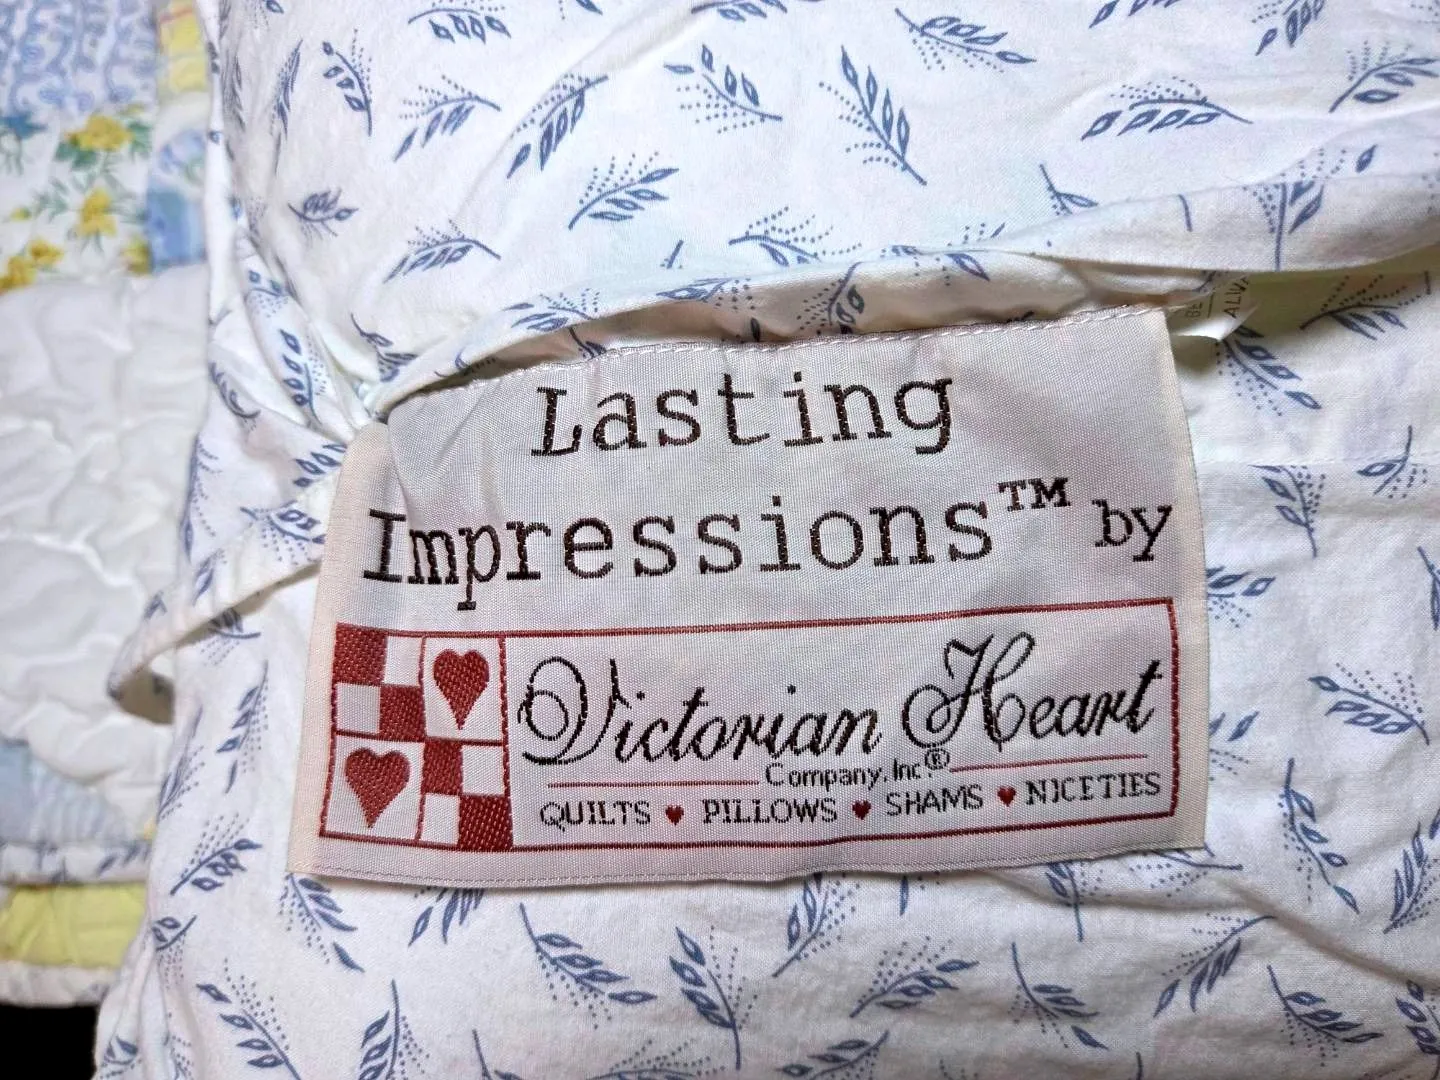 Lasting
Impressions™ by
Victorian Heart
Company, Inc®
QUILTS ♥ PILLOWS ♥ SHAMS ♥ NICETIES